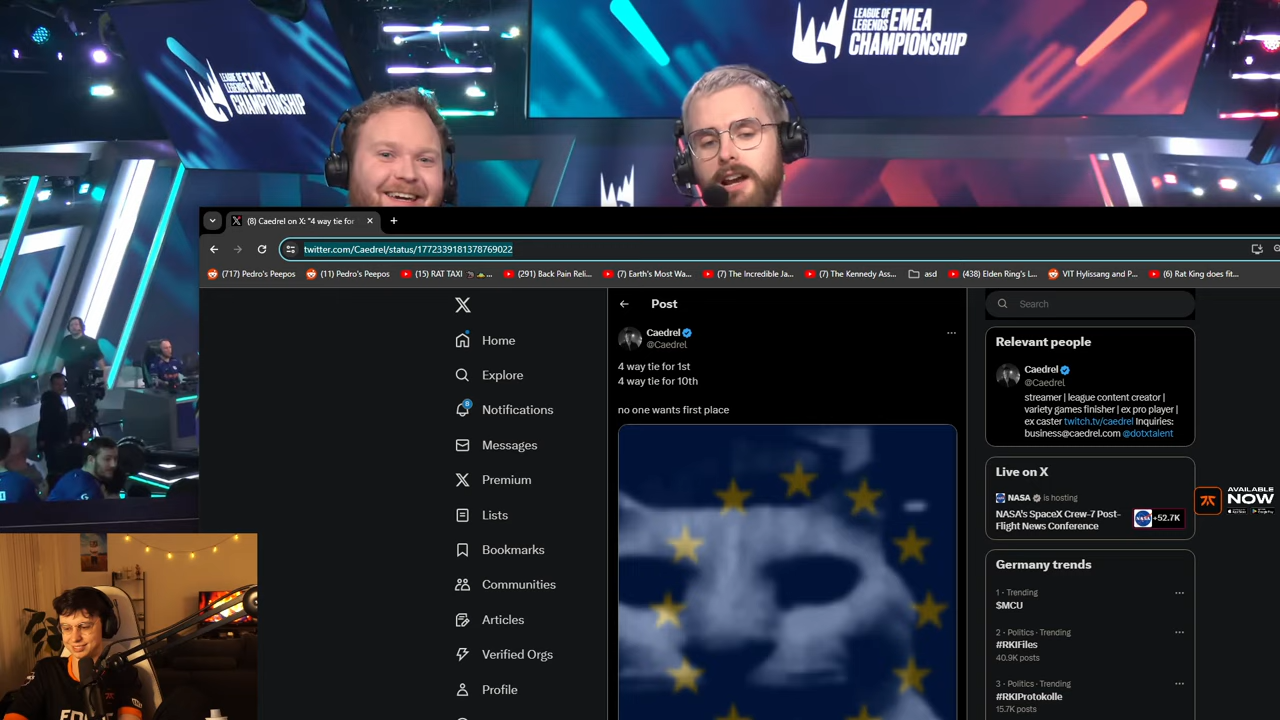 LEAGUE OF
LEGENDS EMEA
CHAMPIONSHIP
LEAGUE OF
LEGENDS EMEA
CHAMPIONSHIP
(8) Caedrel on X: "4 way tie for
twitter.com/Caedrel/status/1772339181378769022
(717) Pedro's Peepos
(11) Pedro's Peepos
(15) RAT TAXI
(291) Back Pain Reli...
(7) Earth's Most Wa...
(7) The Incredible Ja...
(7) The Kennedy Ass...
asd
(438) Elden Ring's L...
VIT Hylissang and P...
(6) Rat King does fit...
Home
Explore
8
Notifications
Messages
Premium
Lists
Bookmarks
Communities
Articles
Verified Orgs
Profile
Post
Caedrel
@Caedrel
4 way tie for 1st
4 way tie for 10th
no one wants first place
Search
Relevant people
Caedrel
@Caedrel
streamer | league content creator |
variety games finisher | ex pro player |
ex caster twitch.tv/caedrel Inquiries:
business@caedrel.com @dotxtalent
Live on X
NASA is hosting
NASA's SpaceX Crew-7 Post-
Flight News Conference
+52.7K
Germany trends
1 · Trending
$MCU
2 · Politics · Trending
#RKIFiles
40.9K posts
3 · Politics · Trending
#RKIProtokolle
15.7K posts
AVAILABLE
NOW